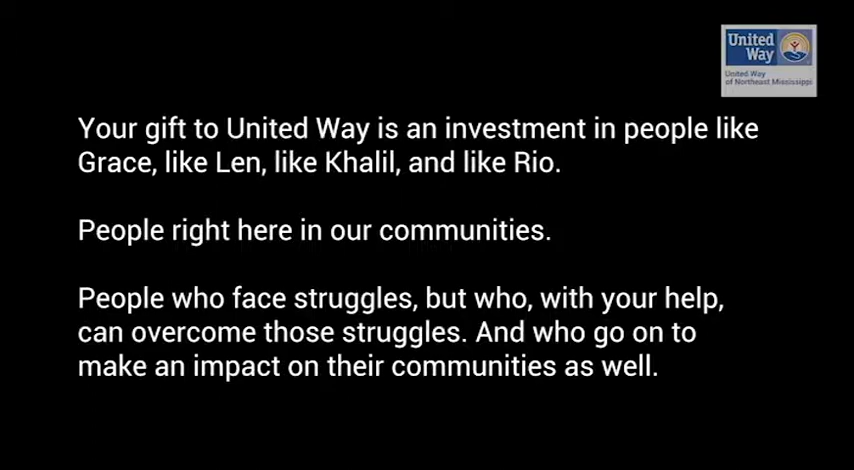 United
Way
United Way
of Northeast Mississippi
Your gift to United Way is an investment in people like
Grace, like Len, like Khalil, and like Rio.
People right here in our communities.
People who face struggles, but who, with your help,
can overcome those struggles. And who go on to
make an impact on their communities as well.